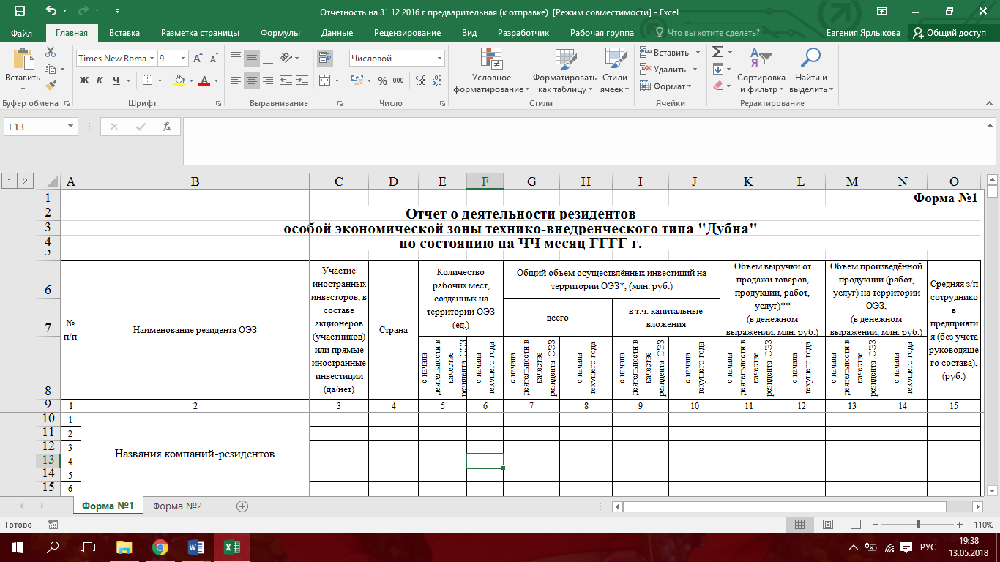 Отчётность на 31 12 2016 г предварительная (к отправке) [Режим совместимости] - Excel
Файл Главная Вставка Разметка страницы Формулы Данные Рецензирование Вид Разработчик Рабочая группа Что вы хотите сделать? Евгения Ярлыкова Общий доступ
Вставить
Times New Roma 9
Ж К Ч
А
Числовой
% 000
Условное
форматирование
Форматировать
как таблицу
Стили
ячеек
Вставить
Удалить
Формат
Сортировка
и фильтр
Найти и
выделить
Буфер обмена Шрифт Выравнивание Число Стили Ячейки Редактирование
F13
fx
1 2
A B C D E F G H I J K L M N O
1 Форма №1
2 Отчет о деятельности резидентов
3 особой экономической зоны технико-внедренческого типа "Дубна"
4 по состоянию на ЧЧ месяц ГГГГ г.
5
6
7
8
№
п/п
Наименование резидента ОЭЗ
Участие
иностранных
инвесторов, в
составе
акционеров
(участников)
или прямые
иностранные
инвестиции
(да/нет)
Страна
Количество
рабочих мест,
созданных на
территории ОЭЗ
(ед.)
с начала
деятельности в
качестве
резидента ОЭЗ
с начала
текущего года
Общий объем осуществлённых инвестиций на
территории ОЭЗ*, (млн. руб.)
всего
с начала
деятельности в
качестве
резидента ОЭЗ
с начала
текущего года
в т.ч. капитальные
вложения
с начала
деятельности в
качестве
резидента ОЭЗ
с начала
текущего года
Объем выручки от
продажи товаров,
продукции, работ,
услуг)**
(в денежном
выражении, млн. руб.)
с начала
деятельности в
качестве
резидента ОЭЗ
с начала
текущего года
Объем произведённой
продукции (работ,
услуг) на территории
ОЭЗ,
(в денежном
выражении, млн. руб.)
с начала
деятельности в
качестве
резидента ОЭЗ
с начала
текущего года
Средняя з/п
сотруднико
в
предприяти
я (без учёта
руководяще
го состава),
(руб.)
9 1 2 3 4 5 6 7 8 9 10 11 12 13 14 15
10 1
11 2
12 3
Названия компаний-резидентов
13 4
14 5
15 6
Форма №1 Форма №2
Готово 110%
РУС
19:38
13.05.2018